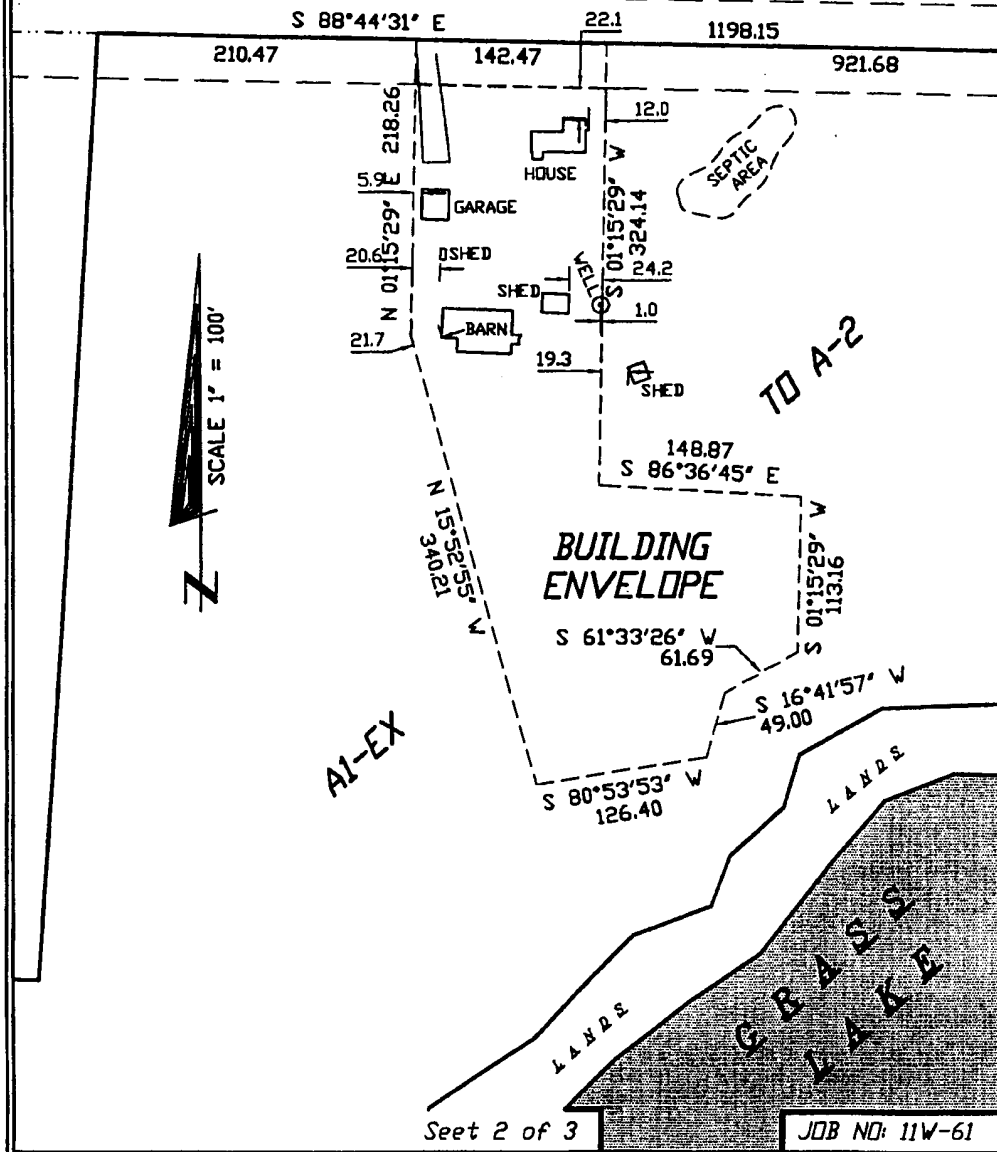 S 88°44'31" E
22.1
1198.15
210.47
142.47
921.68
N 01°15'29" E 218.26
12.0
HOUSE
SEPTIC
AREA
5.9
GARAGE
S 01°15'29" W
324.14
20.6
SHED
WELL
24.2
SHED
1.0
21.7
BARN
19.3
SHED
SCALE 1" = 100'
TO A-2
148.87
S 86°36'45" E
N 15°52'55" W
340.21
BUILDING
ENVELOPE
S 01°15'29" W
113.16
N
S 61°33'26" W
61.69
S 16°41'57" W
49.00
A1-EX
S 80°53'53" W
126.40
LANDS
GRASS
LAKE
LANDS
Seet 2 of 3
JOB NO: 11W-61